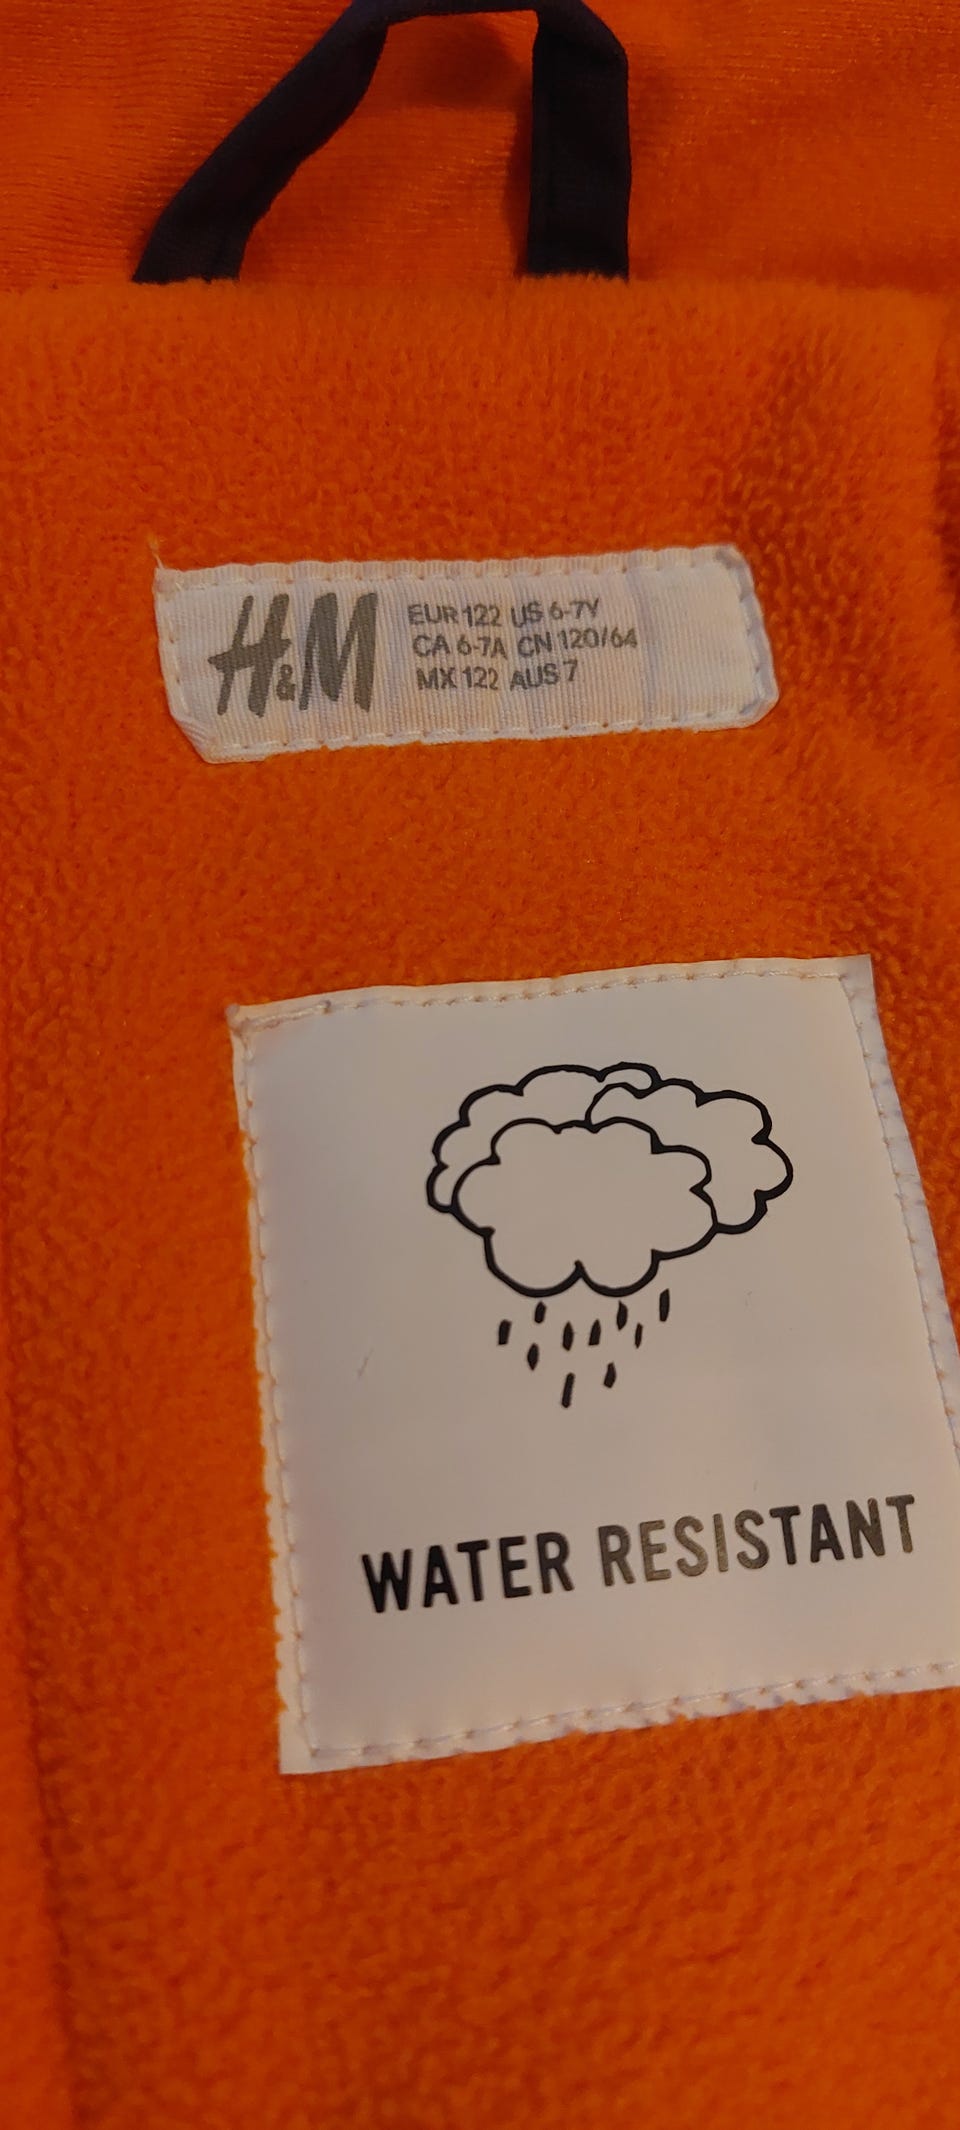 H&M
EUR 122 US 6-7Y
CA 6-7A CN 120/64
MX 122 AUS 7
WATER RESISTANT